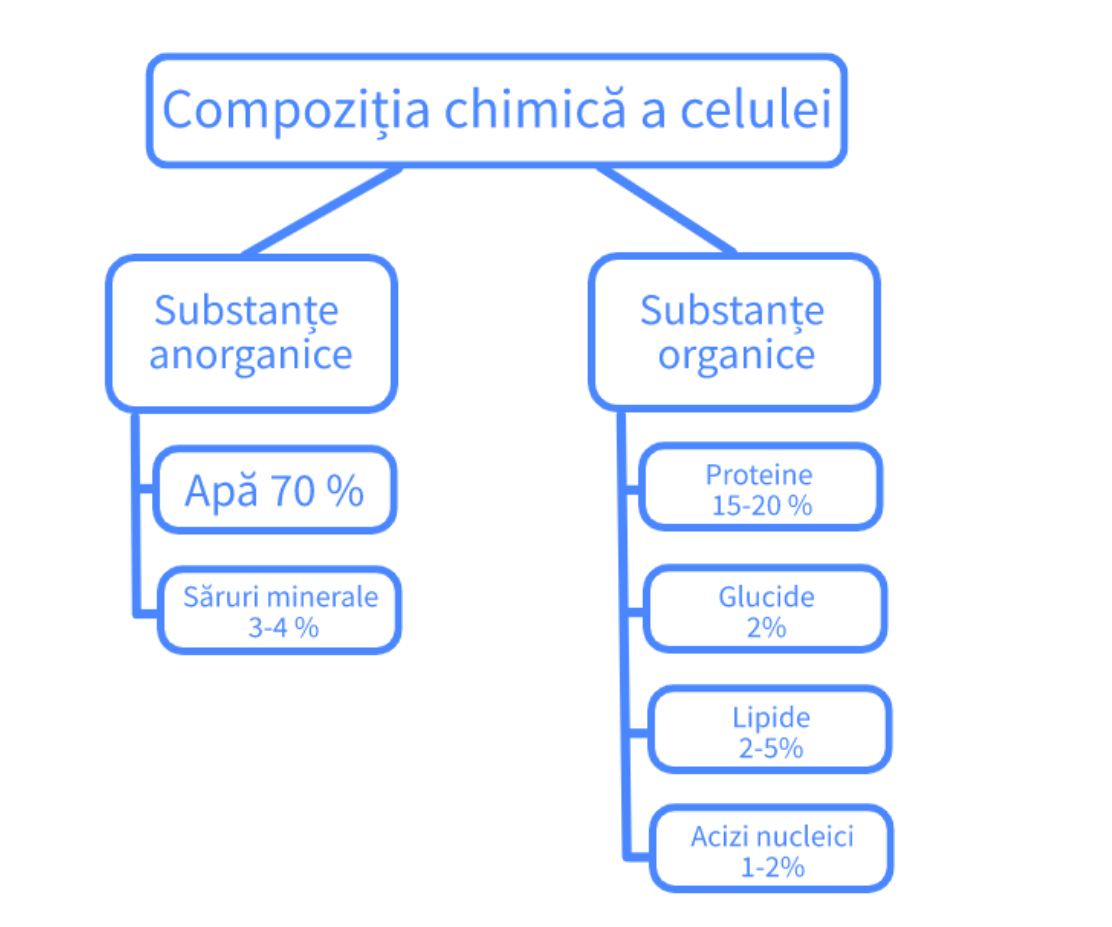 Compoziția chimică a celulei
Substanțe
anorganice
Apă 70 %
Săruri minerale
3-4 %
Substanțe
organice
Proteine
15-20 %
Glucide
2%
Lipide
2-5%
Acizi nucleici
1-2%